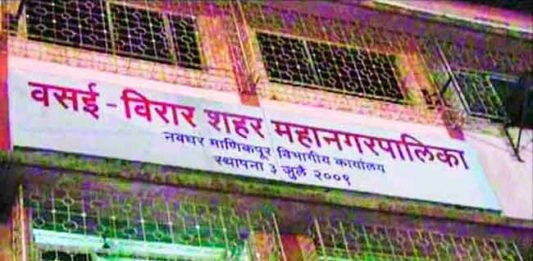 वसई - विरार शहर महानगरपालिका
नवघर माणिकपूर विभागीय कार्यालय
स्थापना ३ जुलै २००९